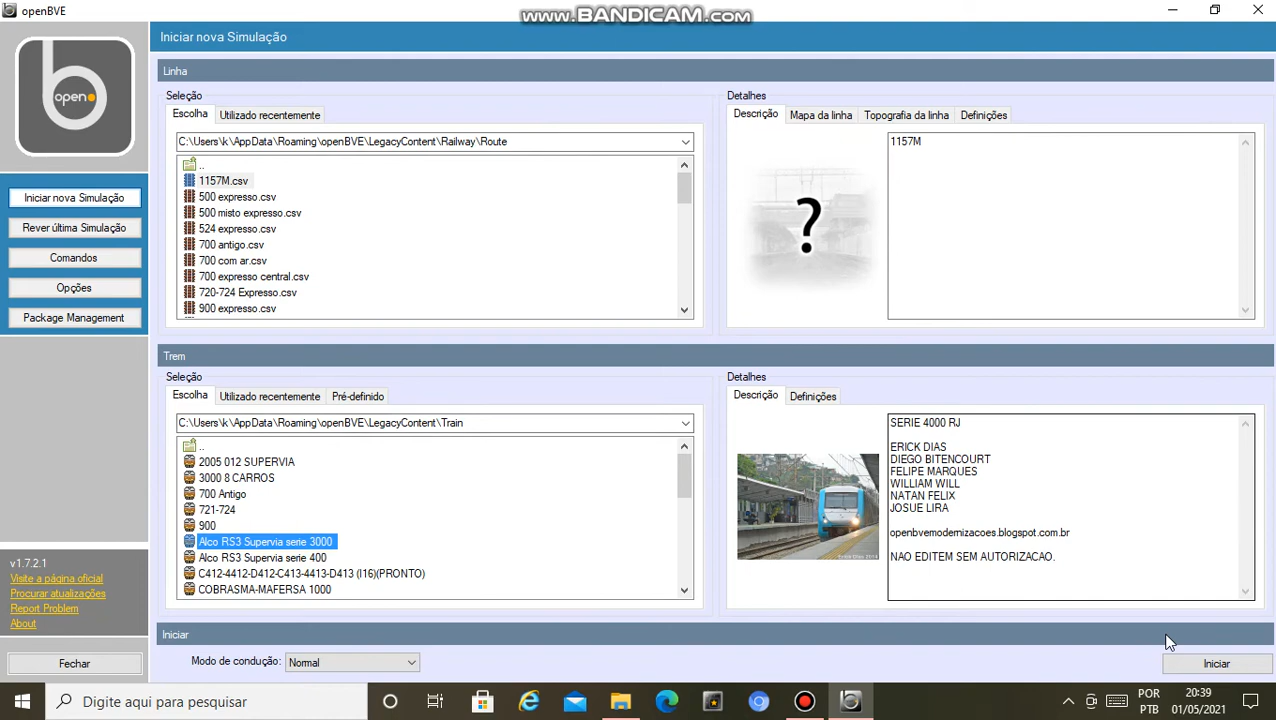 openBVE
www.BANDICAM.com
open
Iniciar nova Simulação
Linha
Seleção
Escolha
Utilizado recentemente
C:\Users\k\AppData\Roaming\openBVE\LegacyContent\Railway\Route
..
1157M.csv
500 expresso.csv
500 misto expresso.csv
524 expresso.csv
700 antigo.csv
700 com ar.csv
700 expresso central.csv
720-724 Expresso.csv
900 expresso.csv
Detalhes
Descrição
Mapa da linha
Topografia da linha
Definições
?
1157M
Iniciar nova Simulação
Rever última Simulação
Comandos
Opções
Package Management
Trem
Seleção
Escolha
Utilizado recentemente
Pré-definido
C:\Users\k\AppData\Roaming\openBVE\LegacyContent\Train
..
2005 012 SUPERVIA
3000 8 CARROS
700 Antigo
721-724
900
Alco RS3 Supervia serie 3000
Alco RS3 Supervia serie 400
C412-4412-D412-C413-4413-D413 (I16)(PRONTO)
COBRASMA-MAFERSA 1000
Detalhes
Descrição
Definições
SERIE 4000 RJ
ERICK DIAS
DIEGO BITENCOURT
FELIPE MARQUES
WILLIAM WILL
NATAN FELIX
JOSUE LIRA
openbvemodernizacoes.blogspot.com.br
NAO EDITEM SEM AUTORIZACAO.
v1.7.2.1
Visite a página oficial
Procurar atualizações
Report Problem
About
Fechar
Iniciar
Modo de condução:
Normal
Iniciar
Digite aqui para pesquisar
POR
PTB
20:39
01/05/2021